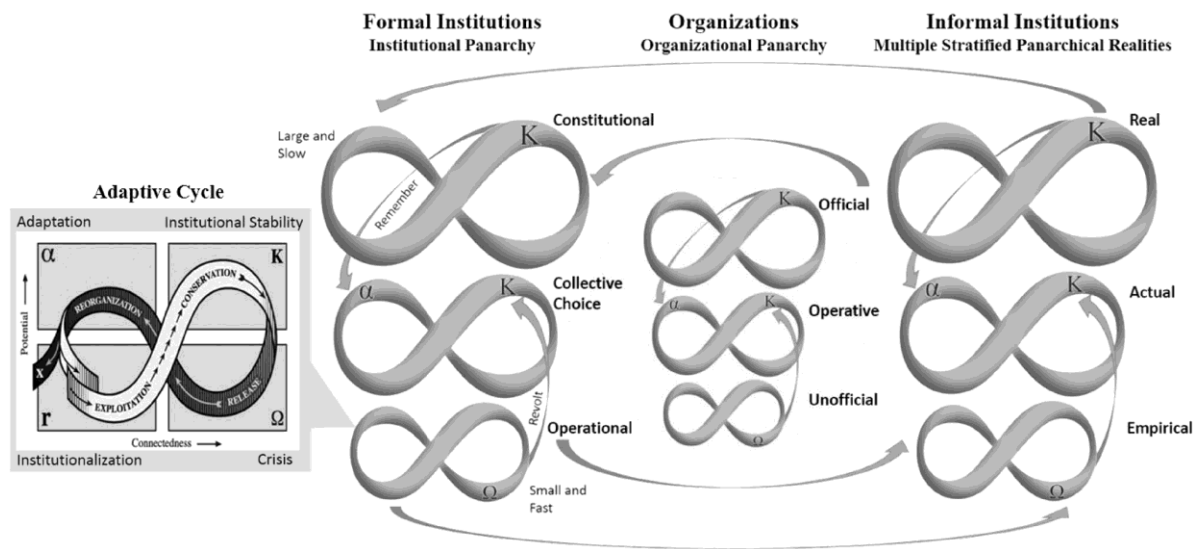 Formal Institutions
Institutional Panarchy
Organizations
Organizational Panarchy
Informal Institutions
Multiple Stratified Panarchical Realities
Adaptive Cycle
Adaptation
Institutional Stability
α
K
REORGANIZATION
CONSERVATION
Potential
x
EXPLOITATION
RELEASE
r
Ω
Connectedness
Institutionalization
Crisis
Large and
Slow
K
Constitutional
Remember
α
K
Collective
Choice
Revolt
Operational
Ω
Small and
Fast
K
Official
α
K
Operative
Unofficial
Ω
K
Real
α
K
Actual
Empirical
Ω